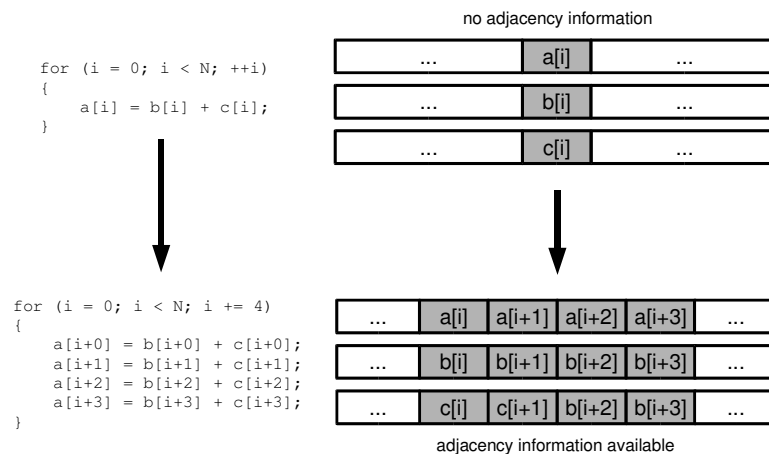 no adjacency information
for (i = 0; i < N; ++i)
{
    a[i] = b[i] + c[i];
}
... a[i] ...
... b[i] ...
... c[i] ...
for (i = 0; i < N; i += 4)
{
    a[i+0] = b[i+0] + c[i+0];
    a[i+1] = b[i+1] + c[i+1];
    a[i+2] = b[i+2] + c[i+2];
    a[i+3] = b[i+3] + c[i+3];
}
... a[i] a[i+1] a[i+2] a[i+3] ...
... b[i] b[i+1] b[i+2] b[i+3] ...
... c[i] c[i+1] b[i+2] b[i+3] ...
adjacency information available